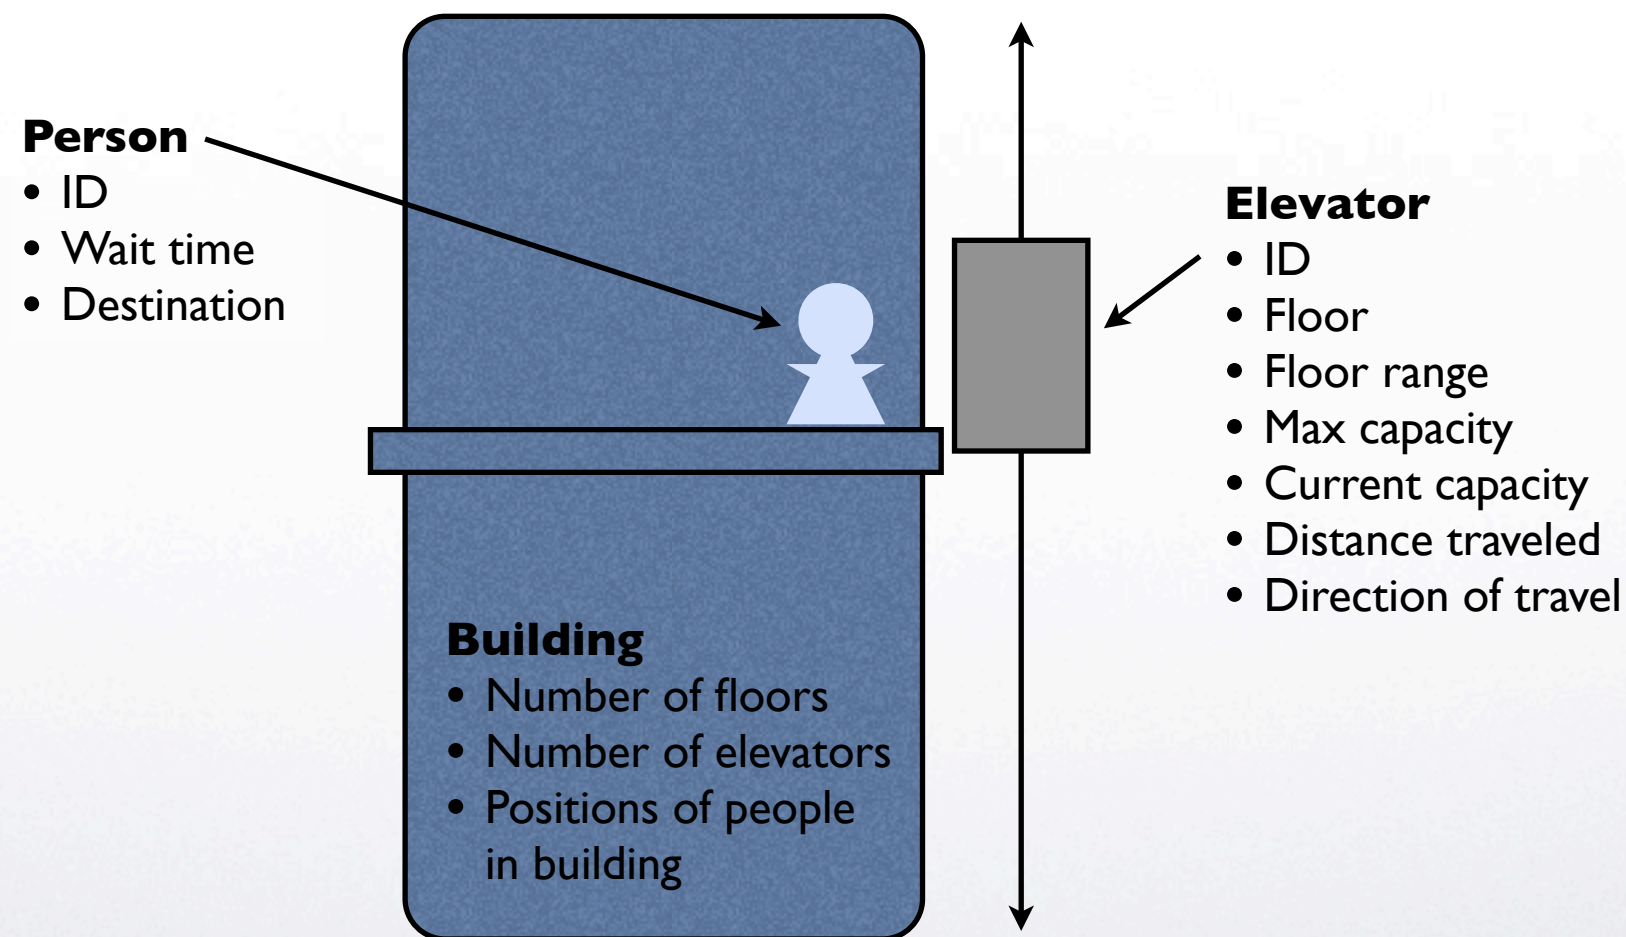 Person
• ID
• Wait time
• Destination
Elevator
• ID
• Floor
• Floor range
• Max capacity
• Current capacity
• Distance traveled
• Direction of travel
Building
• Number of floors
• Number of elevators
• Positions of people
in building